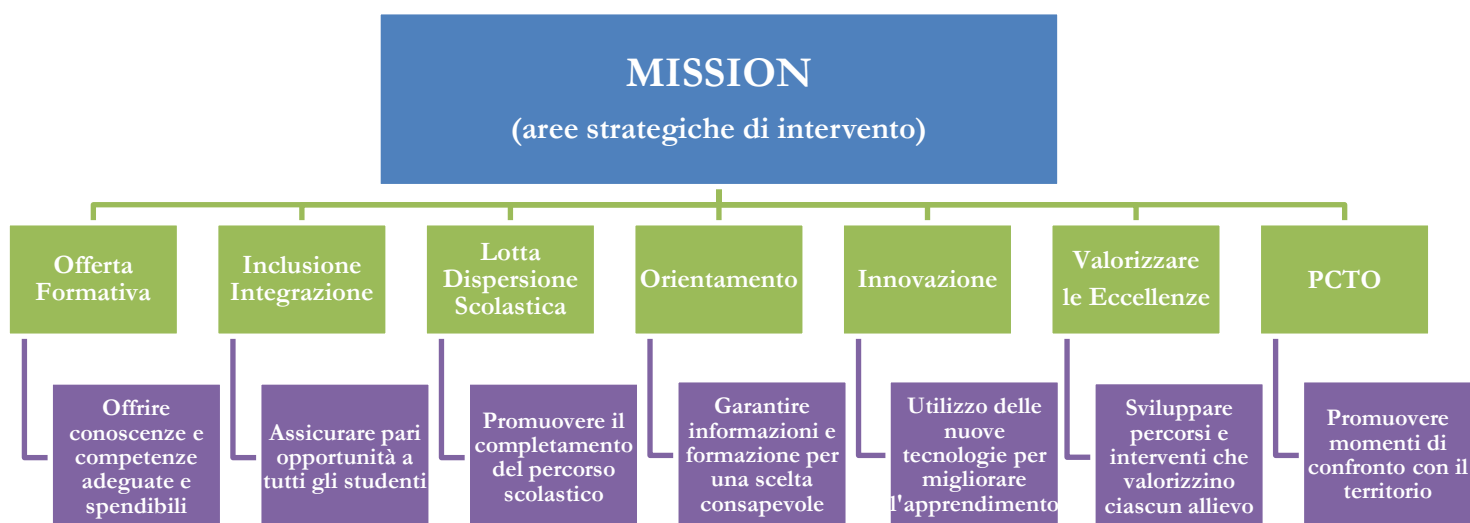 MISSION
(aree strategiche di intervento)
Offerta
Formativa
Inclusione
Integrazione
Lotta
Dispersione
Scolastica
Orientamento
Innovazione
Valorizzare
le Eccellenze
PCTO
Offrire
conoscenze e
competenze
adeguate e
spendibili
Assicurare pari
opportunità a
tutti gli studenti
Promuovere il
completamento
del percorso
scolastico
Garantire
informazioni e
formazione per
una scelta
consapevole
Utilizzo delle
nuove
tecnologie per
migliorare
l'apprendimento
Sviluppare
percorsi e
interventi che
valorizzino
ciascun allievo
Promuovere
momenti di
confronto con il
territorio